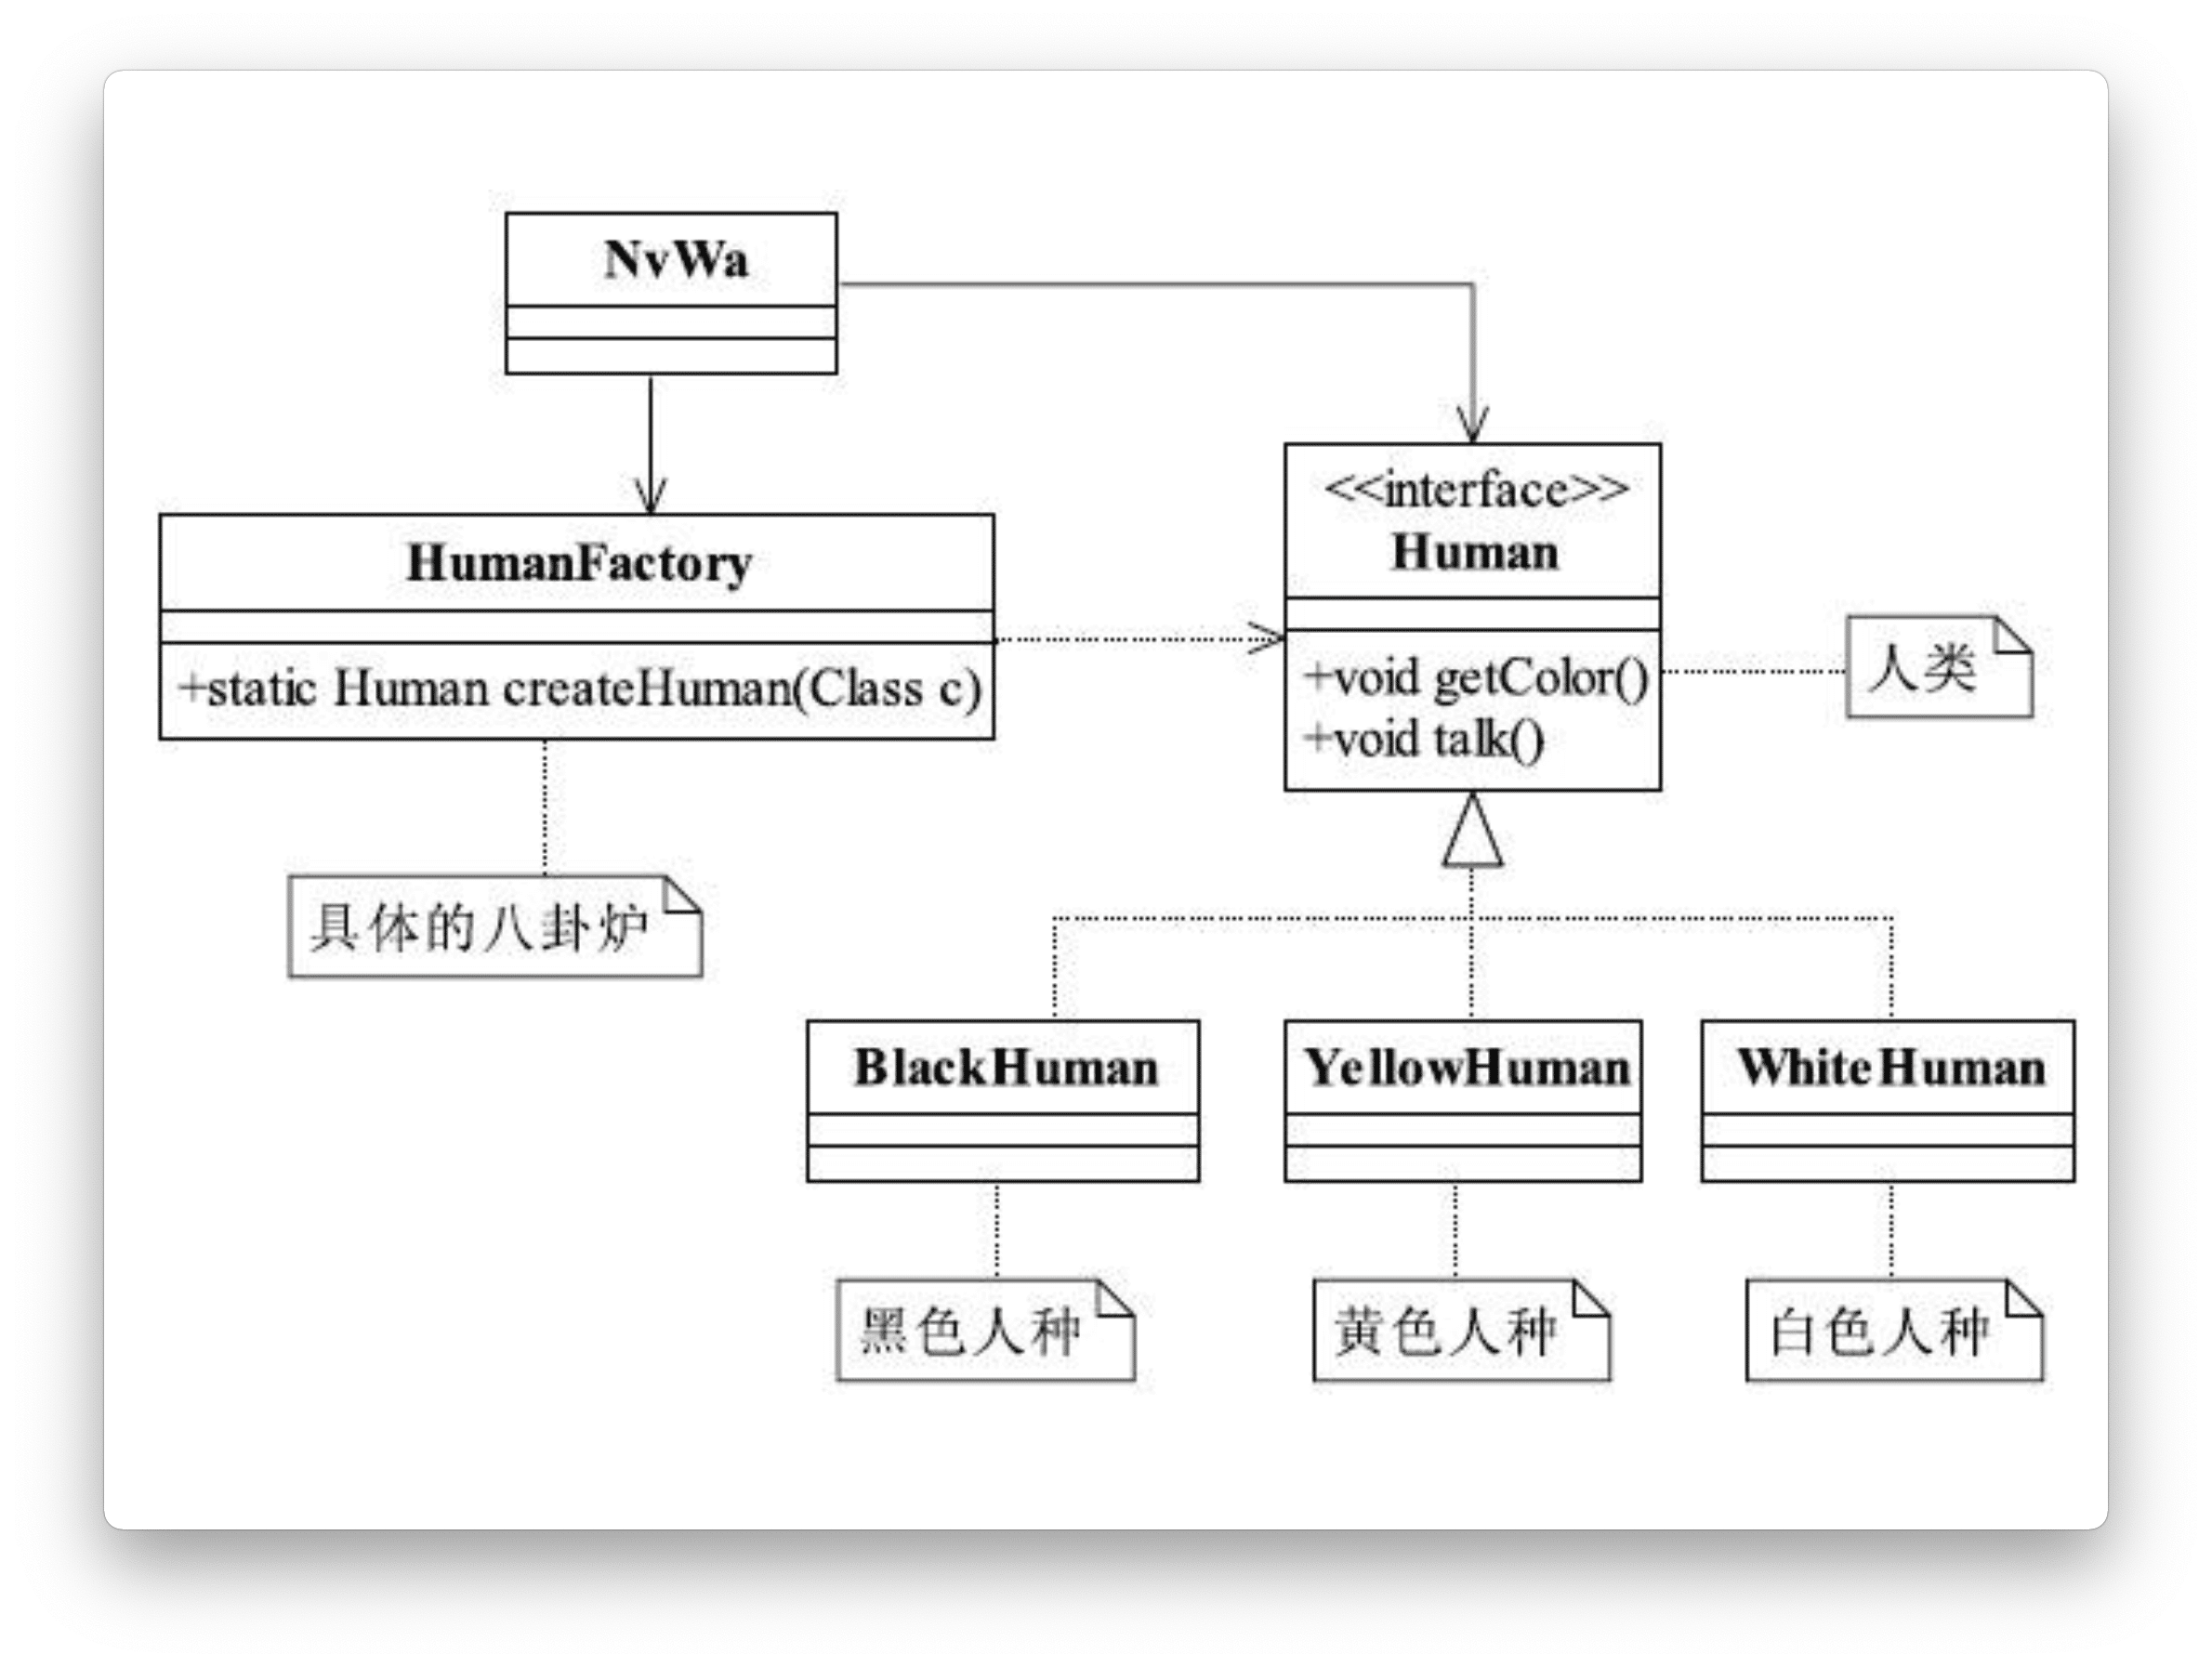 NvWa
HumanFactory
+static Human createHuman(Class c)
<<interface>>
Human
+void getColor()
+void talk()
人类
具体的八卦炉
BlackHuman
YellowHuman
WhiteHuman
黑色人种
黄色人种
白色人种